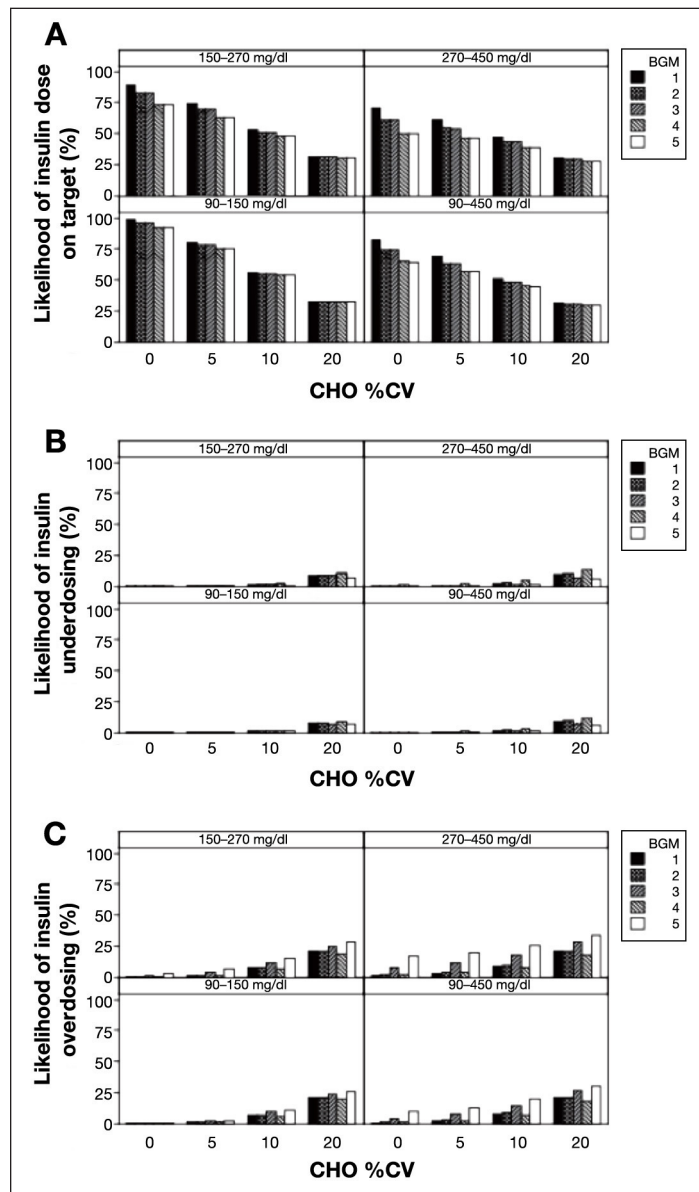 A
150–270 mg/dl 270–450 mg/dl
100
75
50
25
0
90–150 mg/dl 90–450 mg/dl
100
75
50
25
0
0 5 10 20 0 5 10 20
CHO %CV
Likelihood of insulin dose
on target (%)
BGM
1
2
3
4
5
B
150–270 mg/dl 270–450 mg/dl
100
75
50
25
0
90–150 mg/dl 90–450 mg/dl
100
75
50
25
0
0 5 10 20 0 5 10 20
CHO %CV
Likelihood of insulin
underdosing (%)
BGM
1
2
3
4
5
C
150–270 mg/dl 270–450 mg/dl
100
75
50
25
0
90–150 mg/dl 90–450 mg/dl
100
75
50
25
0
0 5 10 20 0 5 10 20
CHO %CV
Likelihood of insulin
overdosing (%)
BGM
1
2
3
4
5